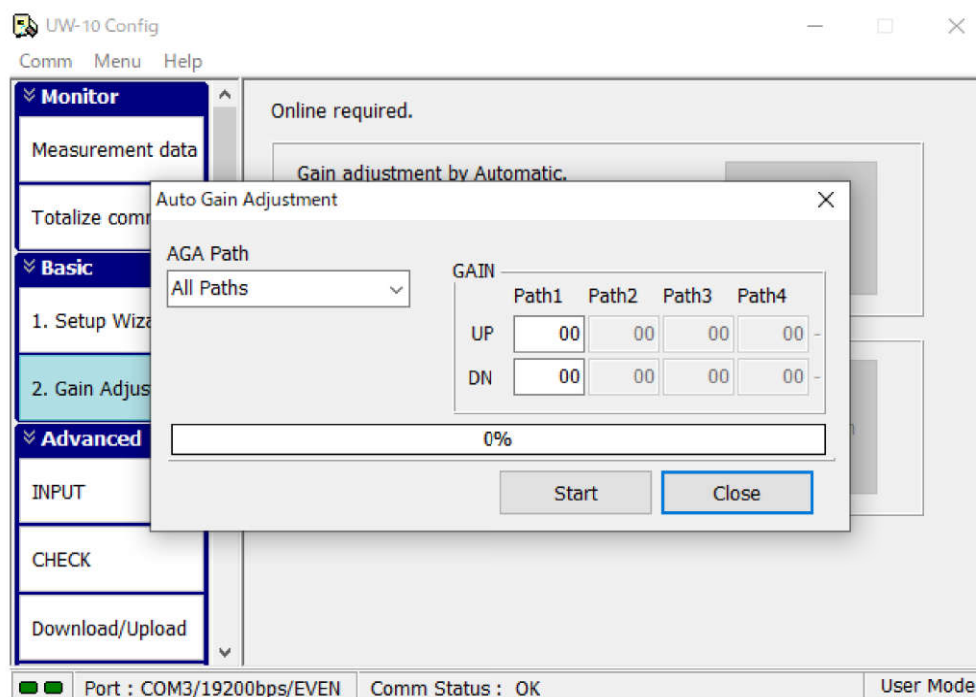 UW-10 Config
Comm Menu Help
Monitor
Measurement data
Totalize com
Basic
1. Setup Wiza
2. Gain Adjus
Advanced
INPUT
CHECK
Download/Upload
Online required.
Gain adjustment by Automatic.
Auto Gain Adjustment
AGA Path
All Paths
GAIN
Path1 Path2 Path3 Path4
UP 00 00 00 00 -
DN 00 00 00 00 -
0%
Start Close
Port : COM3/19200bps/EVEN Comm Status : OK User Mode